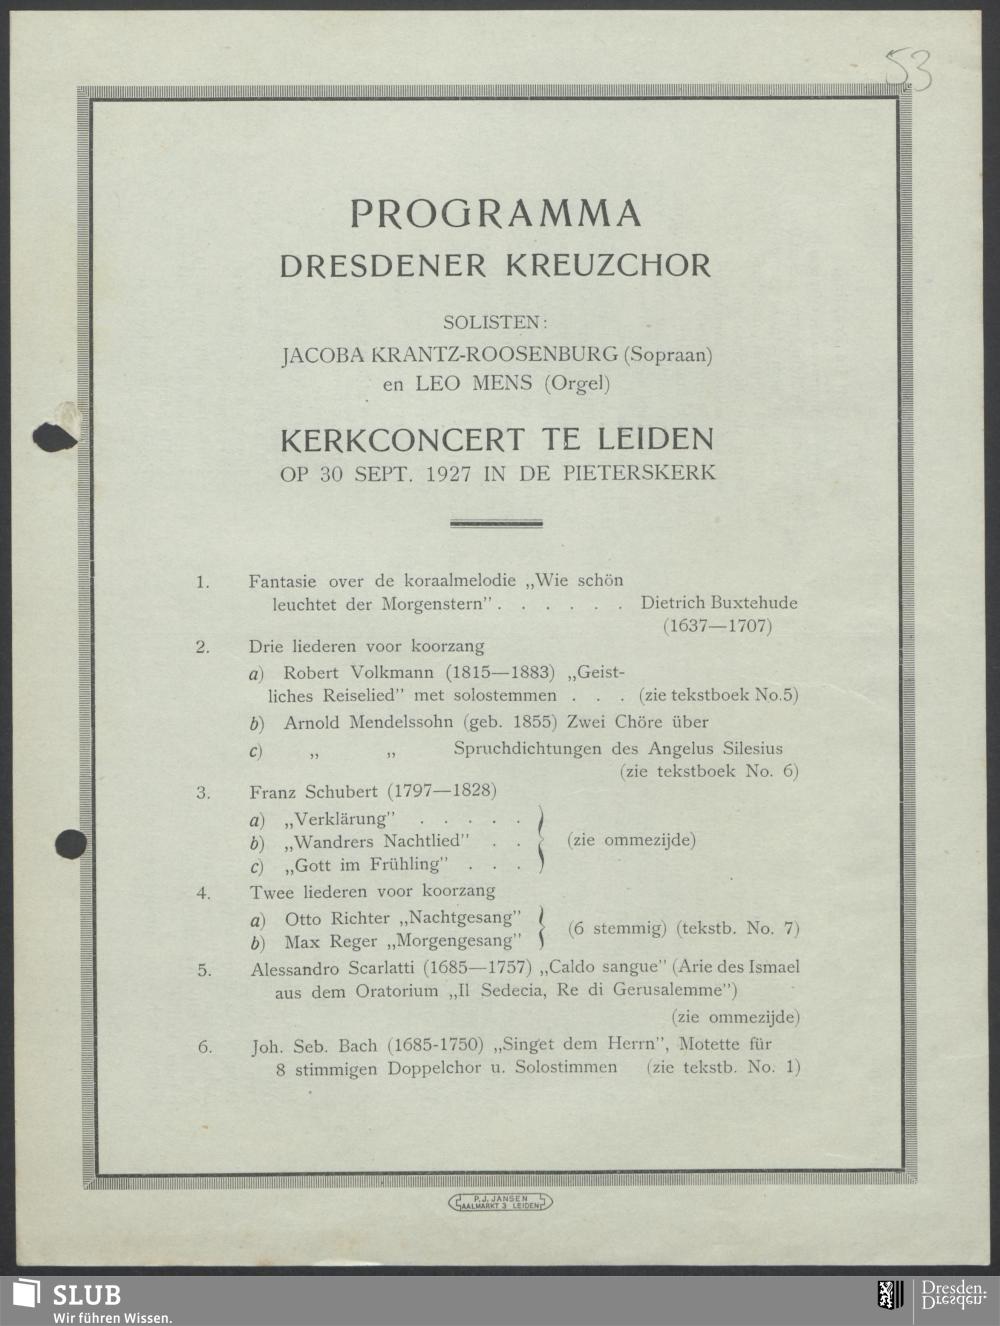 53
PROGRAMMA
DRESDENER KREUZCHOR
SOLISTEN:
JACOBA KRANTZ-ROOSENBURG (Sopraan)
en LEO MENS (Orgel)
KERKCONCERT TE LEIDEN
OP 30 SEPT. 1927 IN DE PIETERSKERK
1. Fantasie over de koraalmelodie „Wie schön
leuchtet der Morgenstern” . . . . . . Dietrich Buxtehude
(1637—1707)
2. Drie liederen voor koorzang
a) Robert Volkmann (1815—1883) „Geist-
liches Reiselied” met solostemmen . . . (zie tekstboek No. 5)
b) Arnold Mendelssohn (geb. 1855) Zwei Chöre über
c) „ „ Spruchdichtungen des Angelus Silesius
(zie tekstboek No. 6)
3. Franz Schubert (1797—1828)
a) „Verklärung” . . . . .
b) „Wandrers Nachtlied” . . (zie ommezijde)
c) „Gott im Frühling” . . .
4. Twee liederen voor koorzang
a) Otto Richter „Nachtgesang”
(6 stemmig) (tekstb. No. 7)
b) Max Reger „Morgengesang”
5. Alessandro Scarlatti (1685—1757) „Caldo sangue” (Arie des Ismael
aus dem Oratorium „Il Sedecia, Re di Gerusalemme”)
(zie ommezijde)
6. Joh. Seb. Bach (1685-1750) „Singet dem Herrn”, Motette für
8 stimmigen Doppelchor u. Solostimmen (zie tekstb. No. 1)
P. J. JANSEN
AALMARKT 3 LEIDEN
SLUB
Wir führen Wissen.
Dresden.
Dresden.